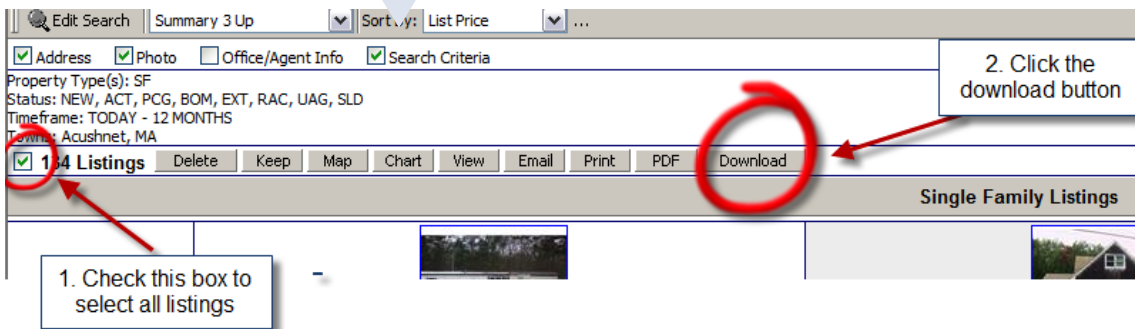 Edit Search Summary 3 Up Sort By: List Price ...
Address Photo Office/Agent Info Search Criteria
Property Type(s): SF
Status: NEW, ACT, PCG, BOM, EXT, RAC, UAG, SLD
Timeframe: TODAY - 12 MONTHS
Towns: Acushnet, MA
2. Click the
download button
Listings Delete Keep Map Chart View Email Print PDF Download
Single Family Listings
1. Check this box to
select all listings